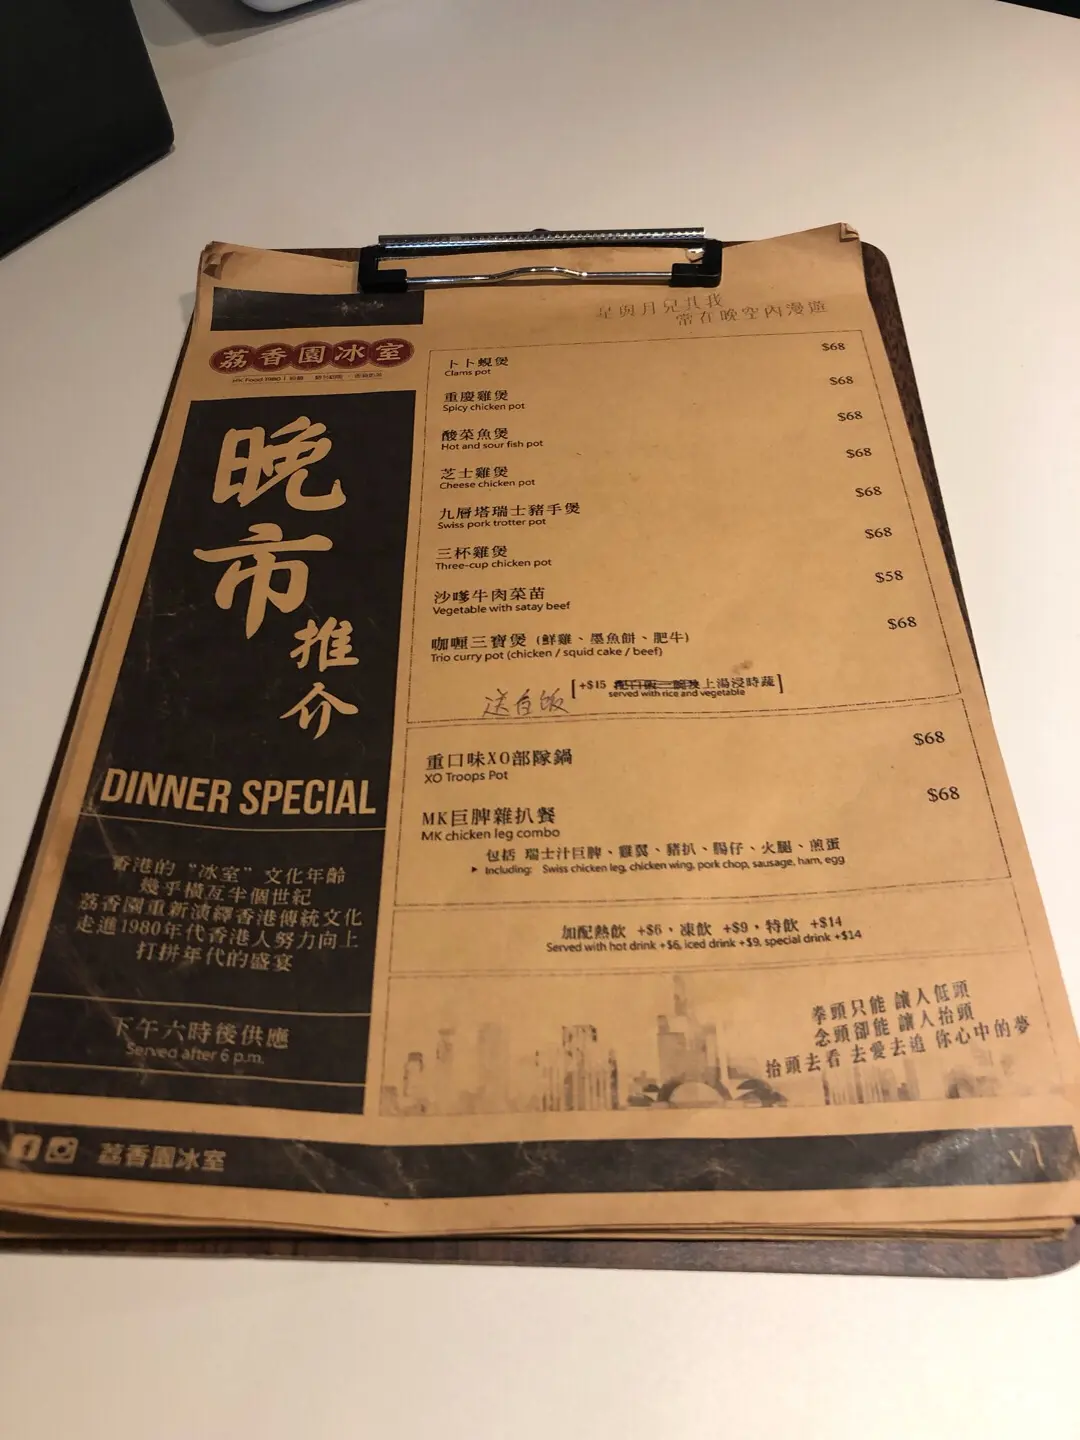 星與月兒其我
常在晚空內漫遊
荔香園冰室
晚市
推介
DINNER SPECIAL
香港的 “冰室” 文化年齡
幾乎橫亙半個世紀
荔香園重新演繹香港傳統文化
走進1980年代香港人努力向上
打拼年代的盛宴
下午六時後供應
Served after 6 p.m.
卜卜蜆煲 $68
Clams pot
重慶雞煲 $68
Spicy chicken pot
酸菜魚煲 $68
Hot and sour fish pot
芝士雞煲 $68
Cheese chicken pot
九層塔瑞士豬手煲 $68
Swiss pork trotter pot
三杯雞煲 $68
Three-cup chicken pot
沙嗲牛肉菜苗 $58
Vegetable with satay beef
咖喱三寶煲 (鮮雞、墨魚餅、肥牛) $68
Trio curry pot (chicken / squid cake / beef)
[+$15 上湯浸時蔬]
served with rice and vegetable
送白飯
重口味XO部隊鍋 $68
XO Troops Pot
MK巨脾雜扒餐 $68
MK chicken leg combo
包括 瑞士汁巨脾、雞翼、豬扒、腸仔、火腿、煎蛋
▸ Including: Swiss chicken leg, chicken wing, pork chop, sausage, ham, egg
加配熱飲 +$6，凍飲 +$9，特飲 +$14
Served with hot drink +$6, iced drink +$9, special drink +$14
拳頭只能 讓人低頭
念頭卻能 讓人抬頭
抬頭去看 去愛去追 你心中的夢
荔香園冰室
v1